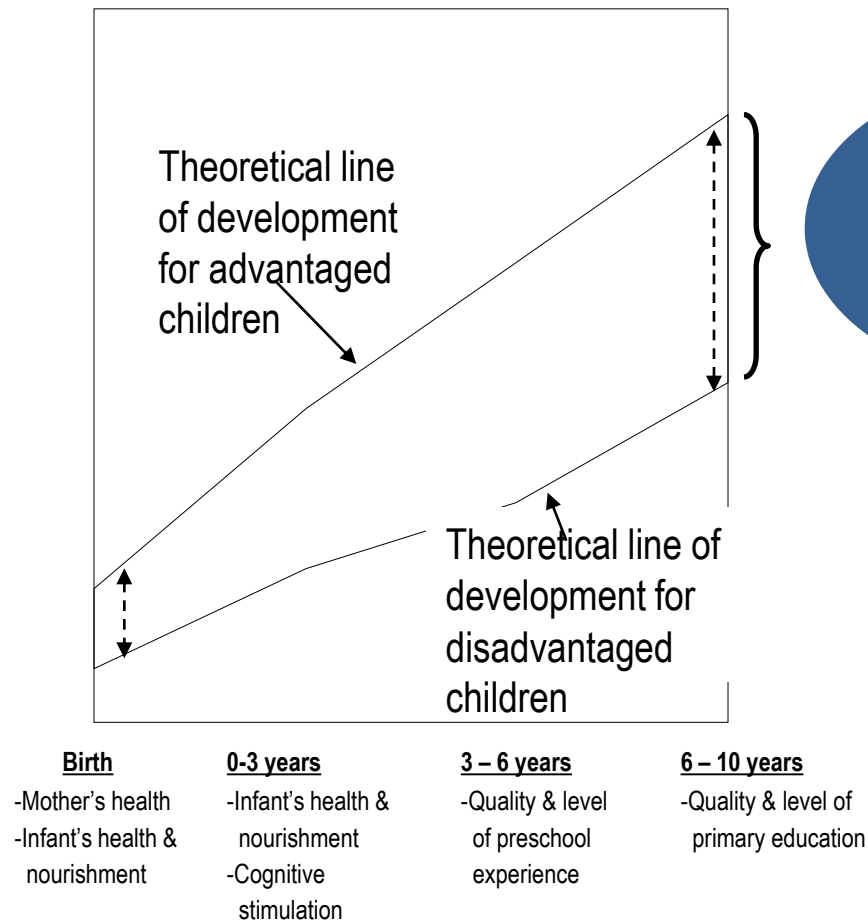 Theoretical line
of development
for advantaged
children
Theoretical line of
development for
disadvantaged
children
Birth
-Mother's health
-Infant's health &
nourishment
0-3 years
-Infant's health &
nourishment
-Cognitive
stimulation
3 – 6 years
-Quality & level
of preschool
experience
6 – 10 years
-Quality & level of
primary education